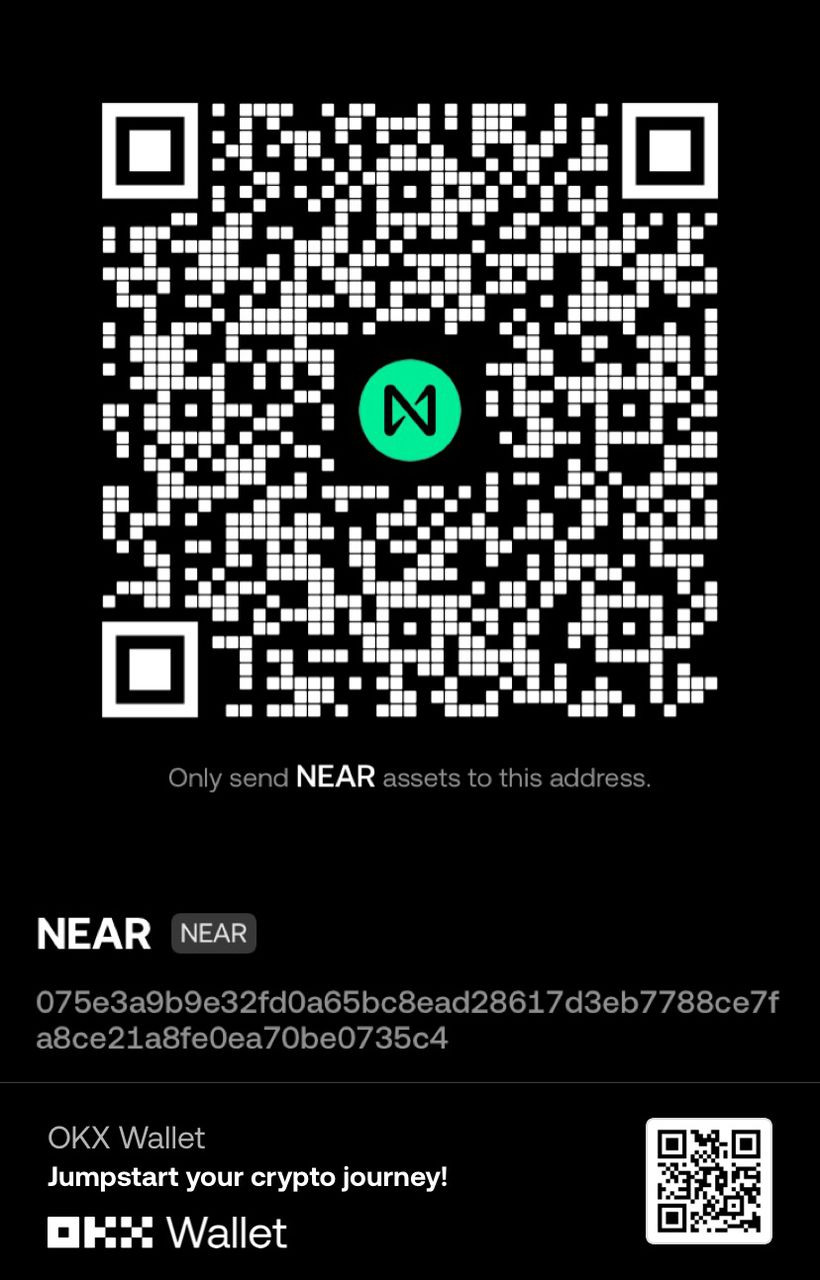 Only send NEAR assets to this address.
NEAR NEAR
075e3a9b9e32fd0a65bc8ead28617d3eb7788ce7f
a8ce21a8fe0ea70be0735c4
OKX Wallet
Jumpstart your crypto journey!
OKX Wallet